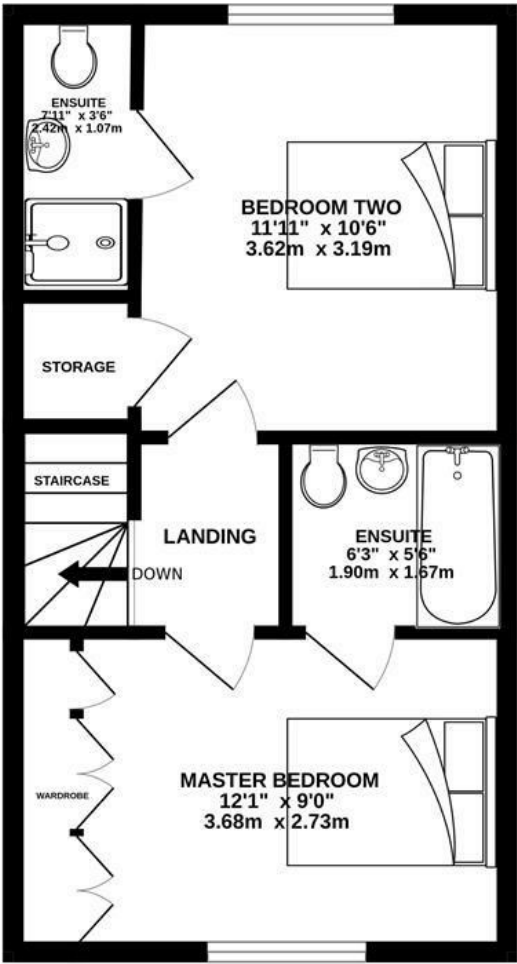 ENSUITE
7'11" x 3'6"
2.42m x 1.07m
BEDROOM TWO
11'11" x 10'6"
3.62m x 3.19m
STORAGE
STAIRCASE
LANDING
DOWN
ENSUITE
6'3" x 5'6"
1.90m x 1.67m
MASTER BEDROOM
12'1" x 9'0"
3.68m x 2.73m
WARDROBE